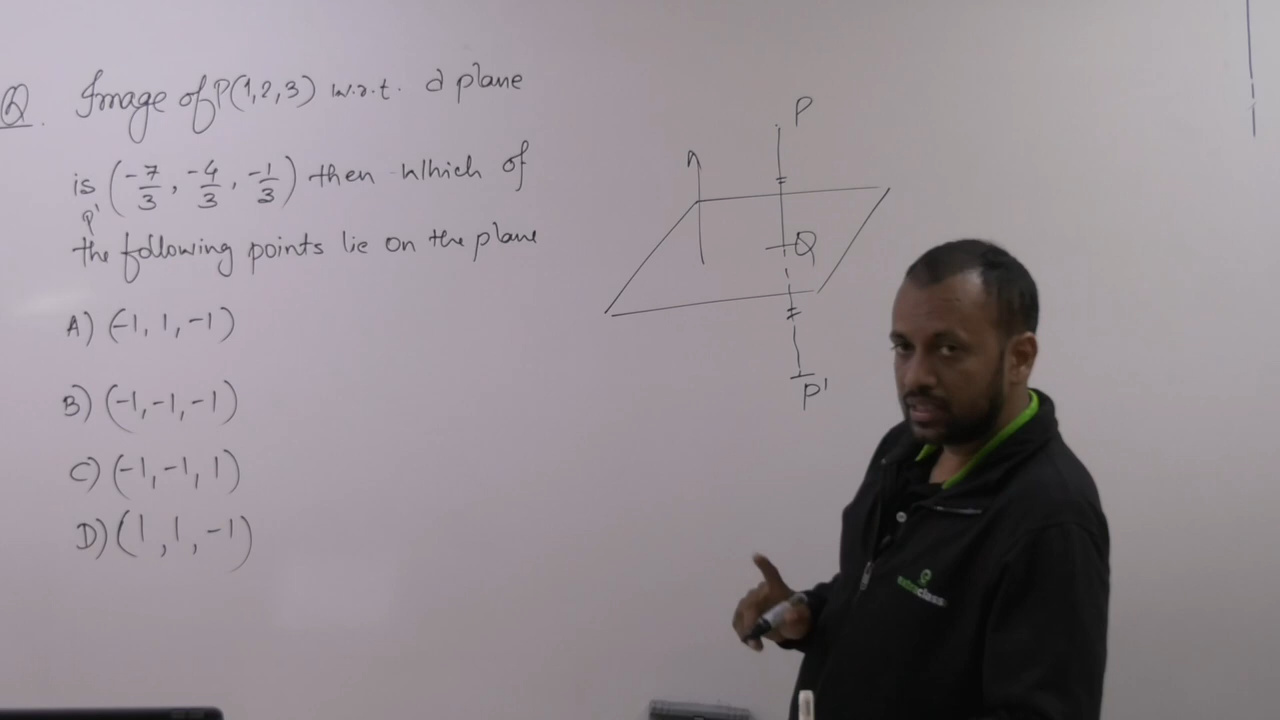 Q. Image of P(1,2,3) w.r.t. a plane
is (-7/3, -4/3, -1/3) then which of
P'
the following points lie on the plane
A) (-1, 1, -1)
B) (-1, -1, -1)
C) (-1, -1, 1)
D) (1, 1, -1)
P
Q
P'
extraclass